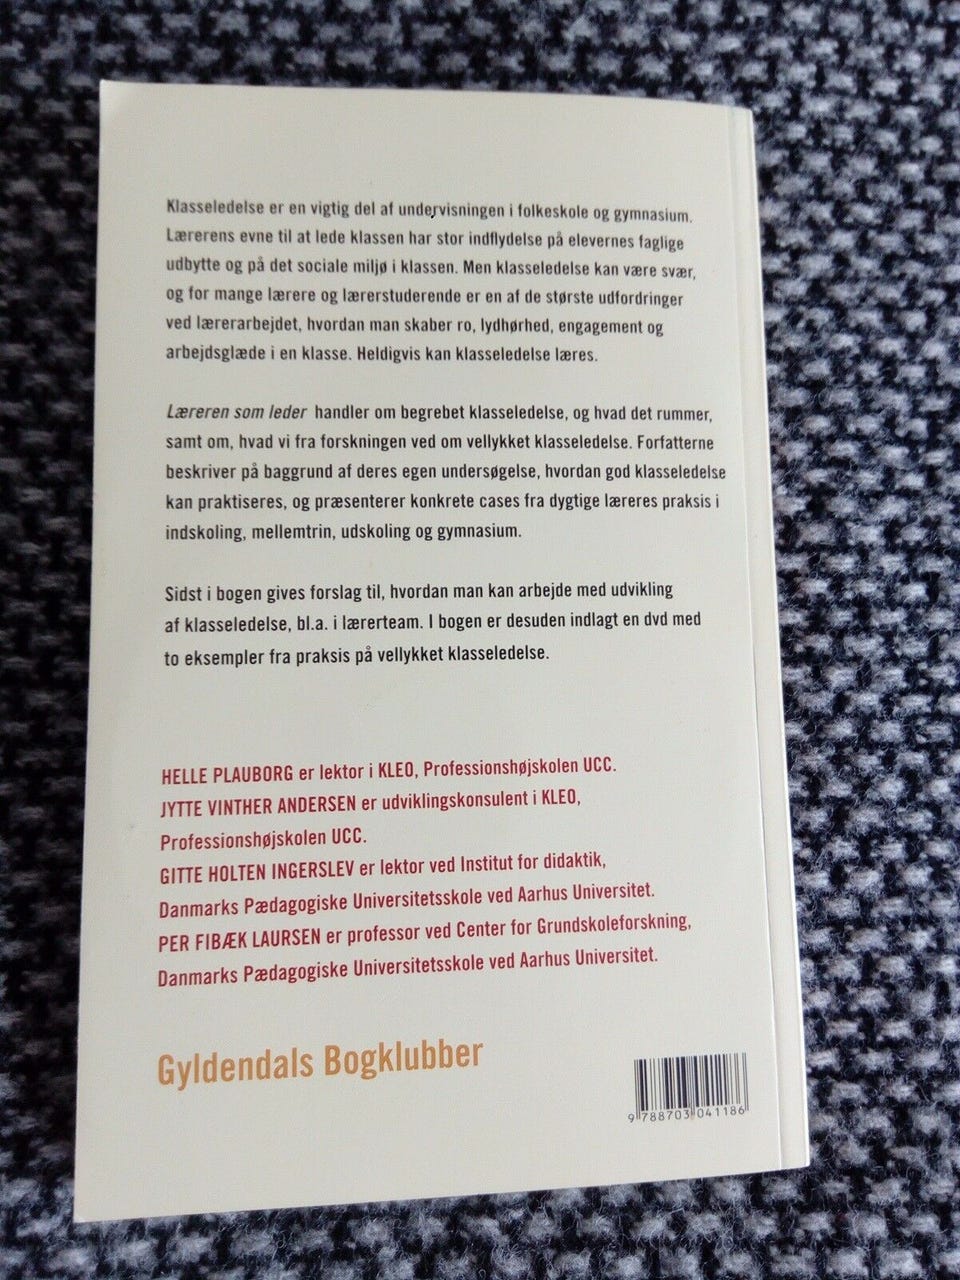 Klasseledelse er en vigtig del af undervisningen i folkeskole og gymnasium.
Lærerens evne til at lede klassen har stor indflydelse på elevernes faglige
udbytte og på det sociale miljø i klassen. Men klasseledelse kan være svær,
og for mange lærere og lærerstuderende er en af de største udfordringer
ved lærerarbejdet, hvordan man skaber ro, lydhørhed, engagement og
arbejdsglæde i en klasse. Heldigvis kan klasseledelse læres.
Læreren som leder handler om begrebet klasseledelse, og hvad det rummer,
samt om, hvad vi fra forskningen ved om vellykket klasseledelse. Forfatterne
beskriver på baggrund af deres egen undersøgelse, hvordan god klasseledelse
kan praktiseres, og præsenterer konkrete cases fra dygtige læreres praksis i
indskoling, mellemtrin, udskoling og gymnasium.
Sidst i bogen gives forslag til, hvordan man kan arbejde med udvikling
af klasseledelse, bl.a. i lærerteam. I bogen er desuden indlagt en dvd med
to eksempler fra praksis på vellykket klasseledelse.
HELLE PLAUBORG er lektor i KLEO, Professionshøjskolen UCC.
JYTTE VINTHER ANDERSEN er udviklingskonsulent i KLEO,
Professionshøjskolen UCC.
GITTE HOLTEN INGERSLEV er lektor ved Institut for didaktik,
Danmarks Pædagogiske Universitetsskole ved Aarhus Universitet.
PER FIBÆK LAURSEN er professor ved Center for Grundskoleforskning,
Danmarks Pædagogiske Universitetsskole ved Aarhus Universitet.
Gyldendals Bogklubber
9 788703 041186